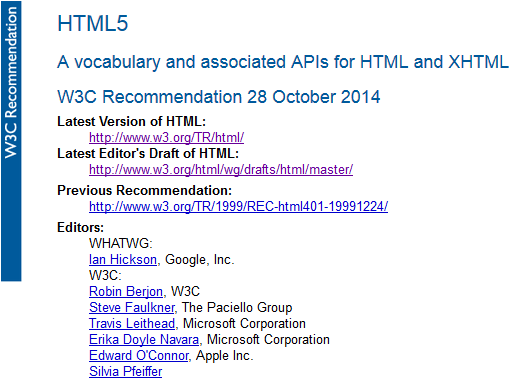 W3C Recommendation
HTML5
A vocabulary and associated APIs for HTML and XHTML
W3C Recommendation 28 October 2014
Latest Version of HTML:
http://www.w3.org/TR/html/
Latest Editor's Draft of HTML:
http://www.w3.org/html/wg/drafts/html/master/
Previous Recommendation:
http://www.w3.org/TR/1999/REC-html401-19991224/
Editors:
WHATWG:
Ian Hickson, Google, Inc.
W3C:
Robin Berjon, W3C
Steve Faulkner, The Paciello Group
Travis Leithead, Microsoft Corporation
Erika Doyle Navara, Microsoft Corporation
Edward O'Connor, Apple Inc.
Silvia Pfeiffer